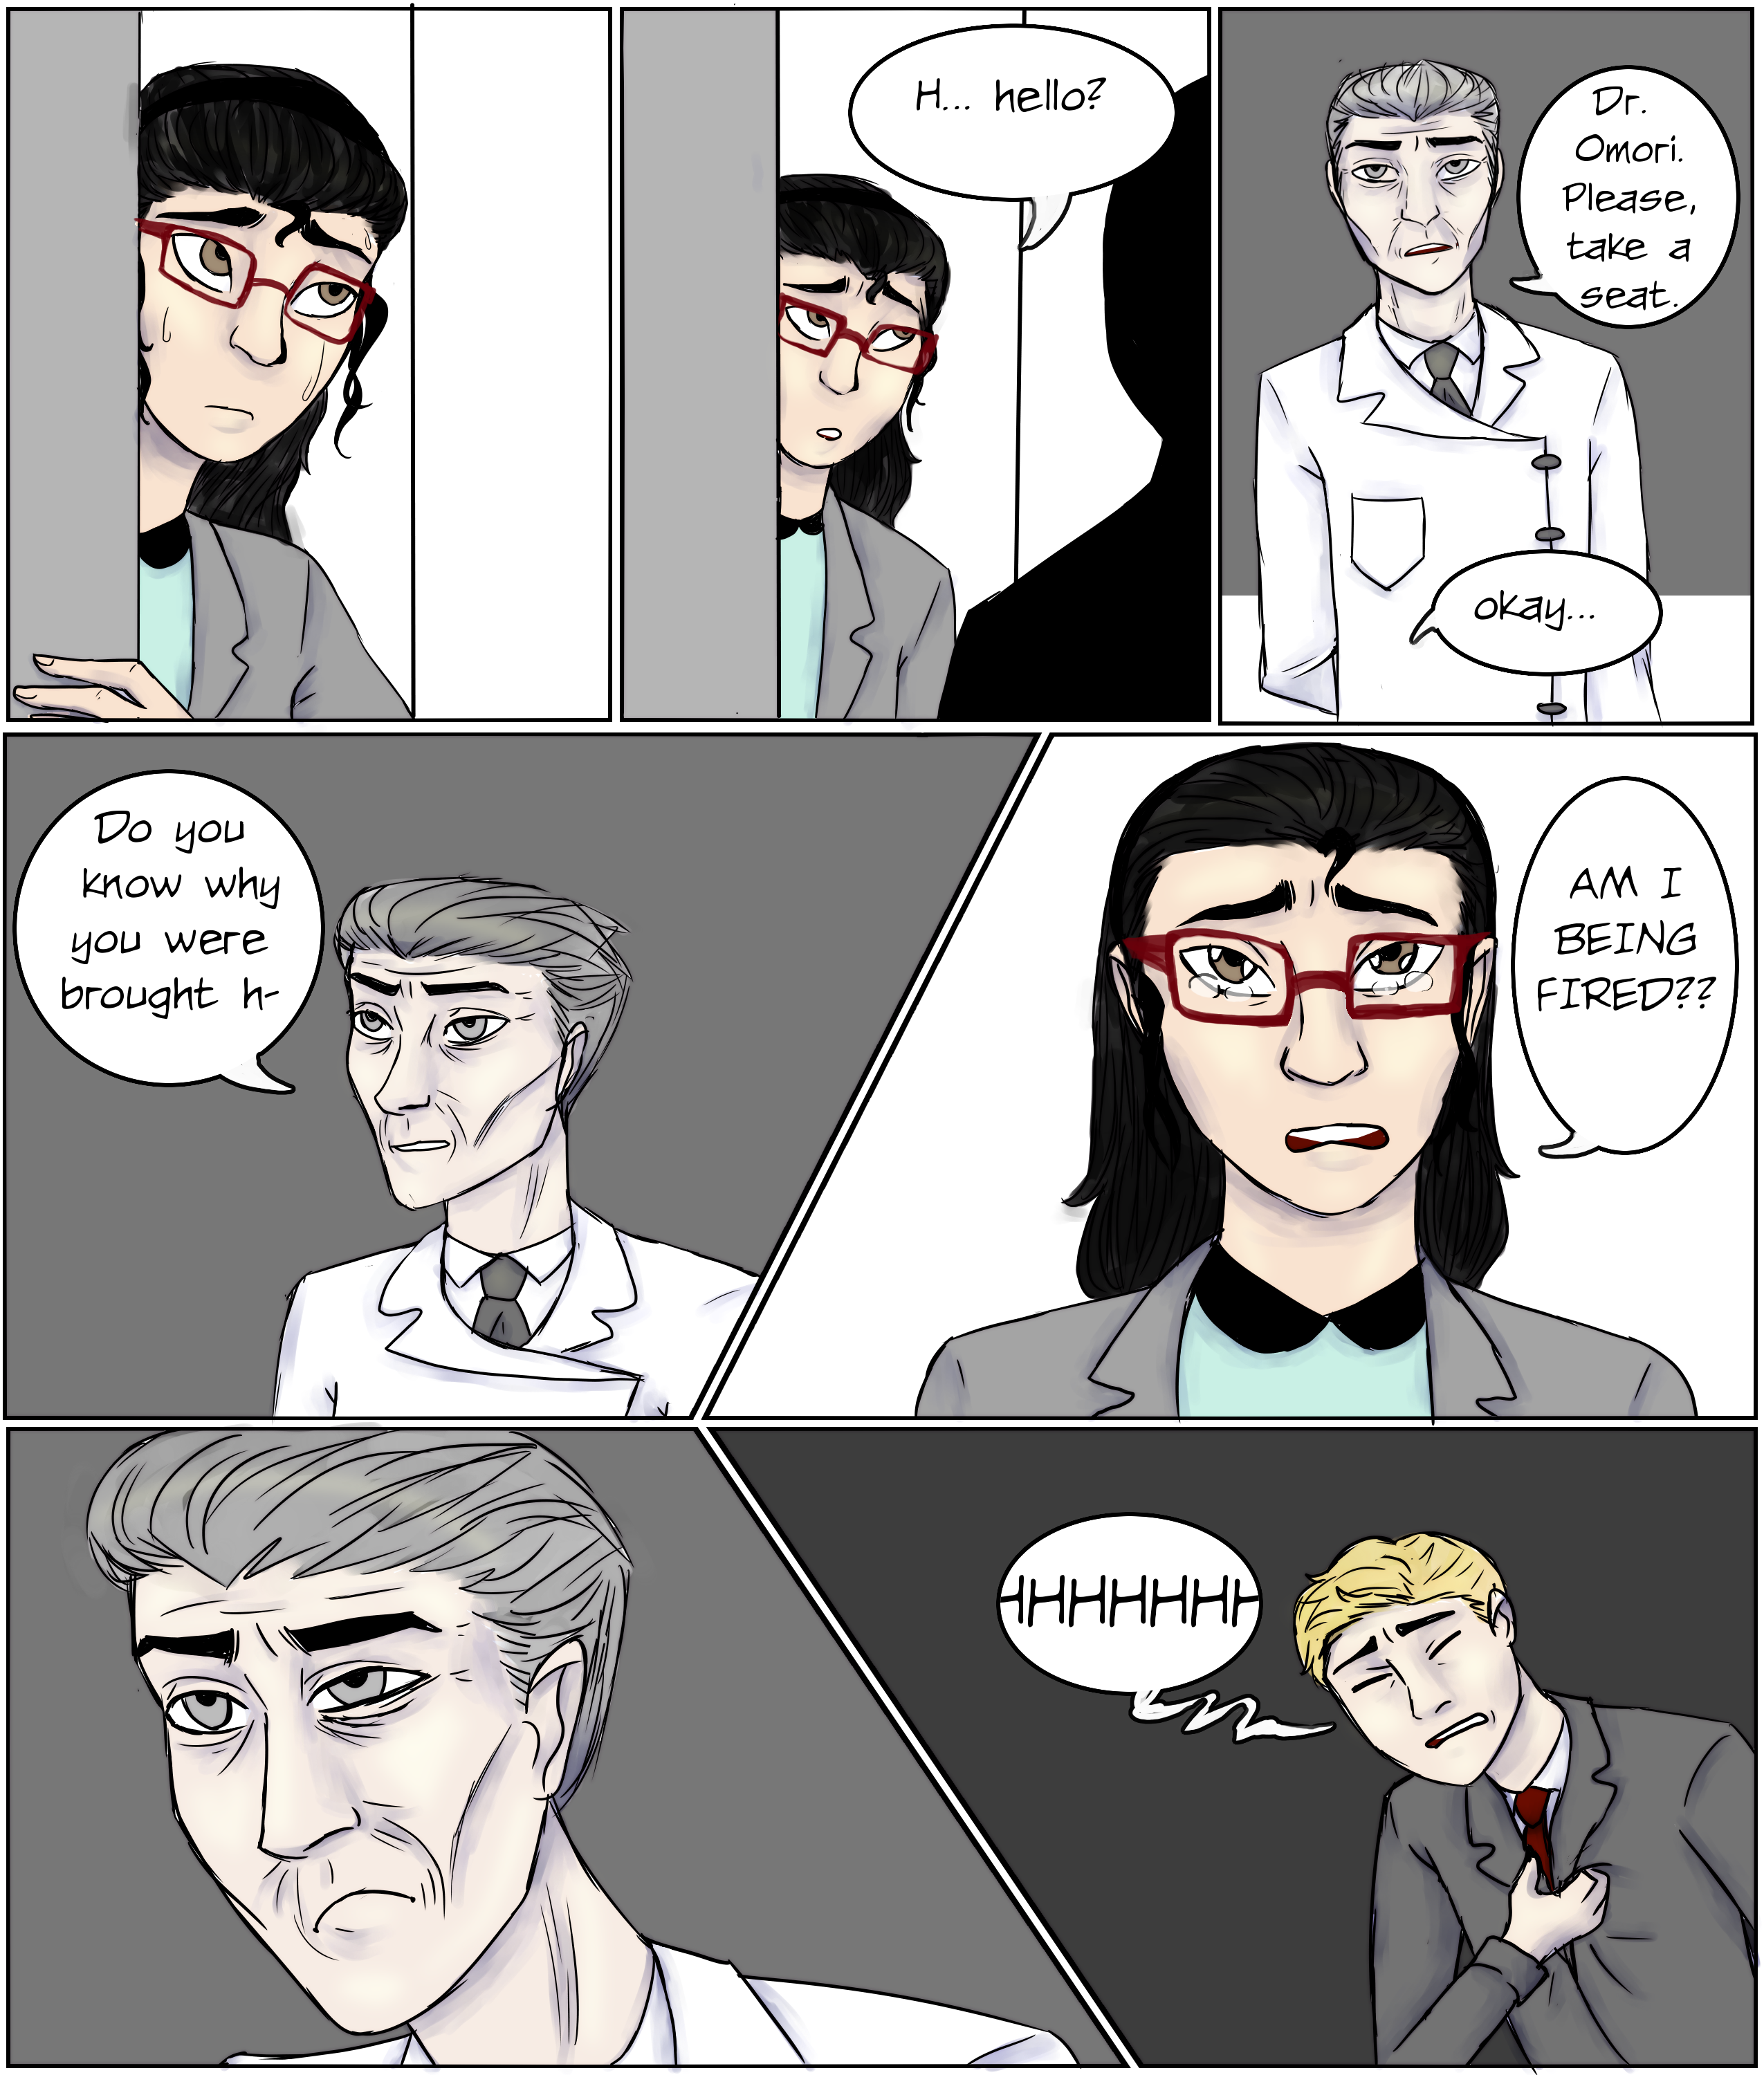 H... hello?
Dr.
Omori.
Please,
take a
seat.
okay...
Do you
know why
you were
brought h-
AM I
BEING
FIRED??
HHHHHHH